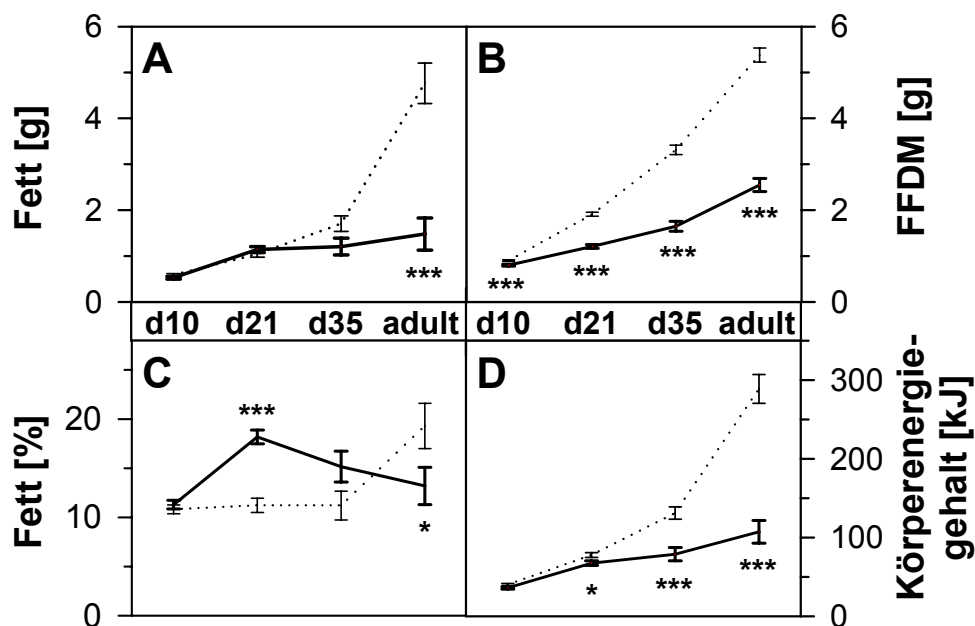 A
B
Fett [g]
6
4
2
0
***
6
4
2
0
FFDM [g]
***
***
***
***
d10 d21 d35 adult
d10 d21 d35 adult
C
D
Fett [%]
20
10
0
***
*
300
200
100
0
Körperenergie-
gehalt [kJ]
*
***
***